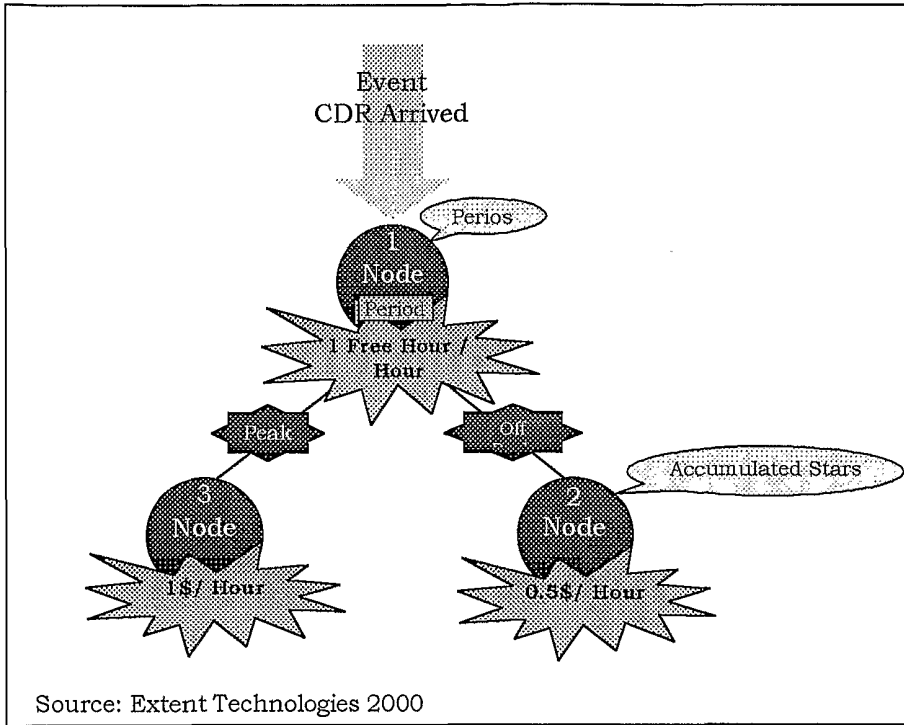 Event
CDR Arrived
Perios
1
Node
Period
1 Free Hour /
Hour
Peak
Off
3
Node
Accumulated Stars
2
Node
1$/ Hour
0.5$/ Hour
Source: Extent Technologies 2000